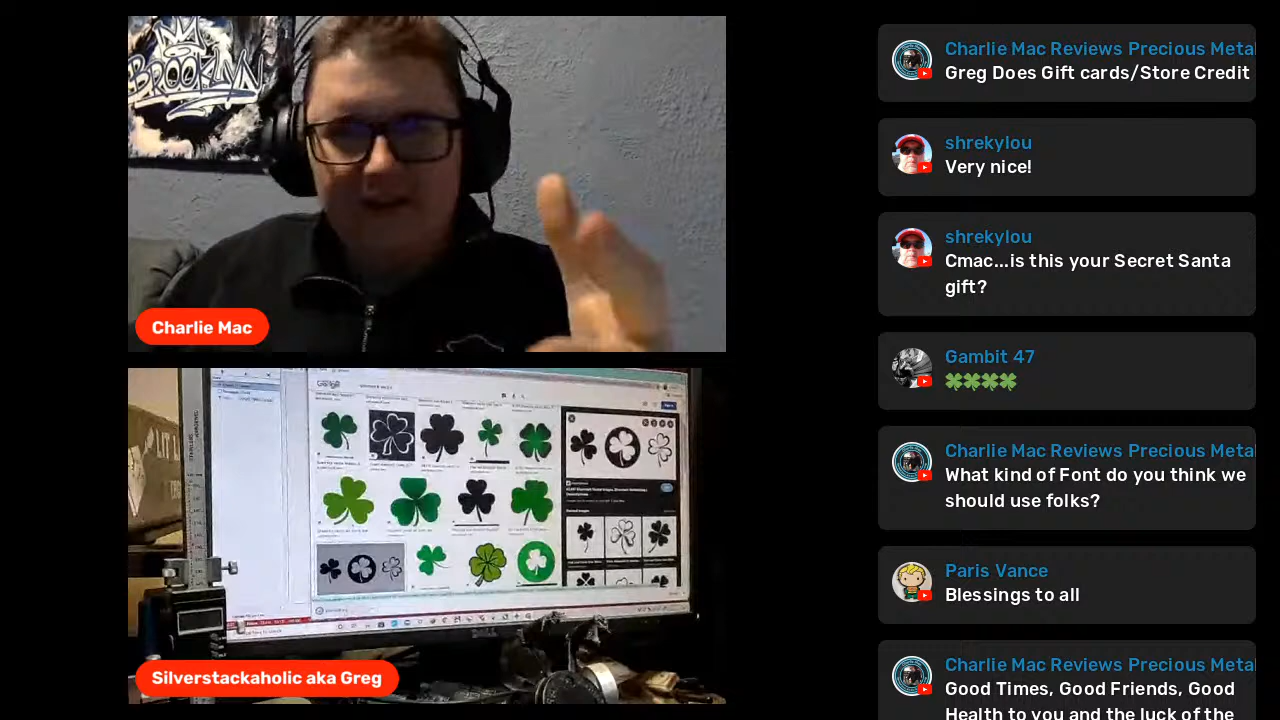 BROOKLYN
Charlie Mac
Google
Silverstackaholic aka Greg
Charlie Mac Reviews Precious Metal
Greg Does Gift cards/Store Credit
shrekylou
Very nice!
shrekylou
Cmac...is this your Secret Santa
gift?
Gambit 47
🍀🍀🍀🍀
Charlie Mac Reviews Precious Metal
What kind of Font do you think we
should use folks?
Paris Vance
Blessings to all
Charlie Mac Reviews Precious Metal
Good Times, Good Friends, Good
Health to you and the luck of the